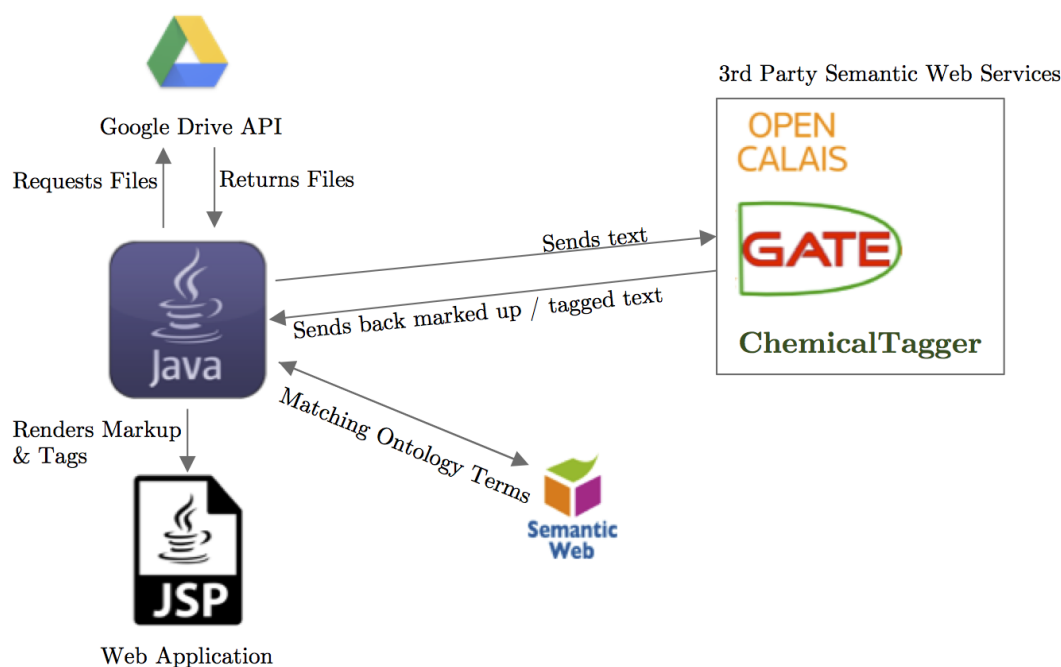 Google Drive API
3rd Party Semantic Web Services
OPEN
CALAIS
Requests Files
Returns Files
Sends text
GATE
Sends back marked up / tagged text
ChemicalTagger
Java
Matching Ontology Terms
Renders Markup
& Tags
Semantic
Web
JSP
Web Application